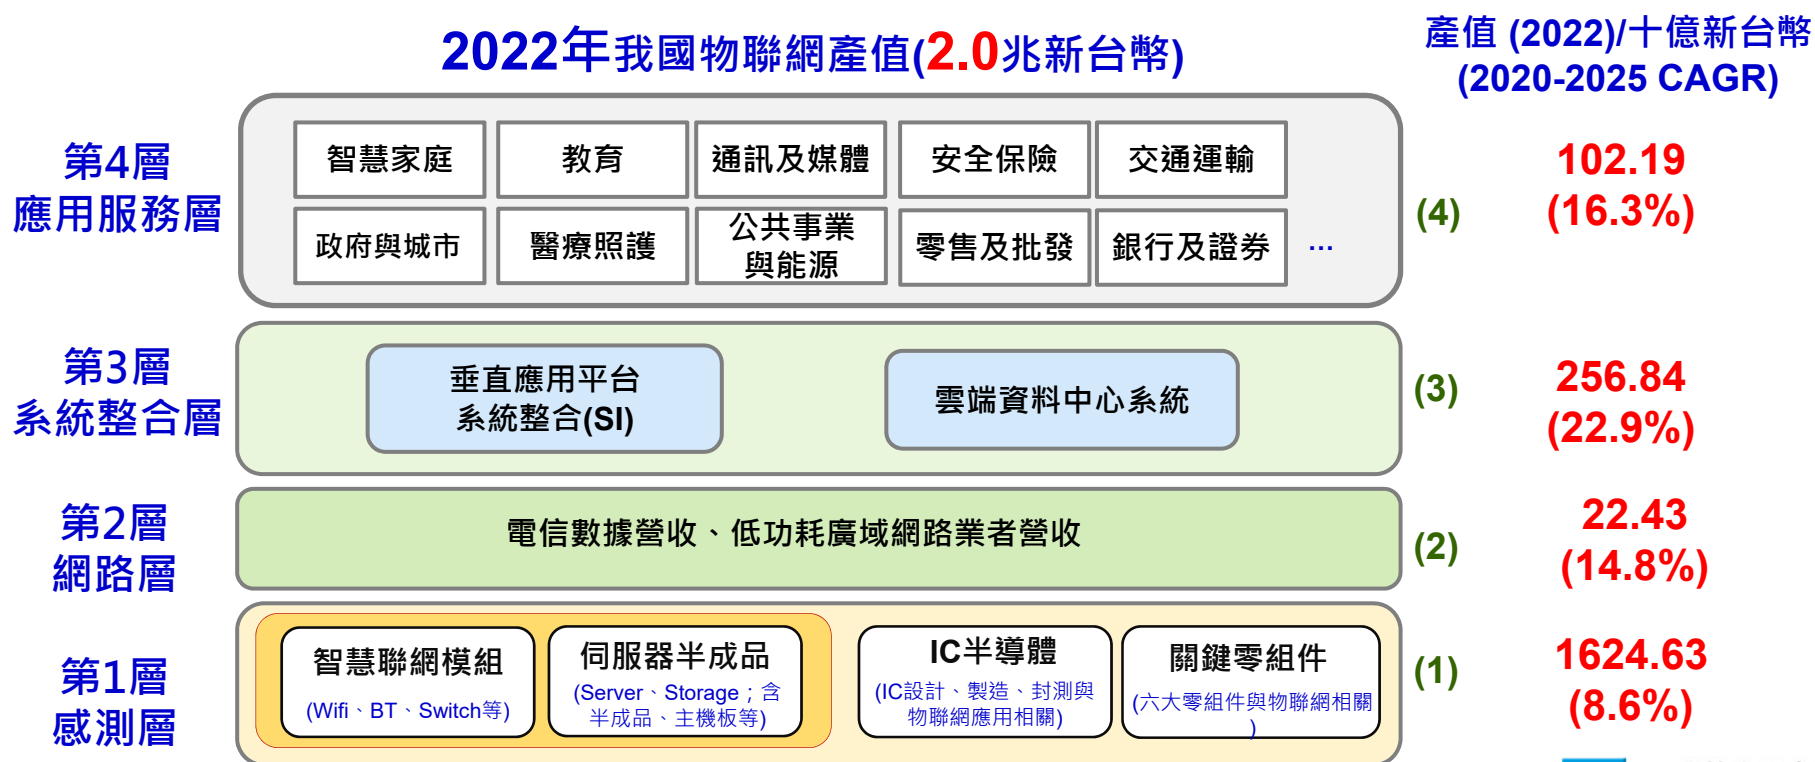 2022年我國物聯網產值(2.0兆新台幣)
產值 (2022)/十億新台幣
(2020-2025 CAGR)
第4層
應用服務層
智慧家庭
教育
通訊及媒體
安全保險
交通運輸
政府與城市
醫療照護
公共事業
與能源
零售及批發
銀行及證券
...
(4)
102.19
(16.3%)
第3層
系統整合層
垂直應用平台
系統整合(SI)
雲端資料中心系統
(3)
256.84
(22.9%)
第2層
網路層
電信數據營收、低功耗廣域網路業者營收
(2)
22.43
(14.8%)
第1層
感測層
智慧聯網模組
(Wifi、BT、Switch等)
伺服器半成品
(Server、Storage；含
半成品、主機板等)
IC半導體
(IC設計、製造、封測與
物聯網應用相關)
關鍵零組件
(六大零組件與物聯網相關
)
(1)
1624.63
(8.6%)